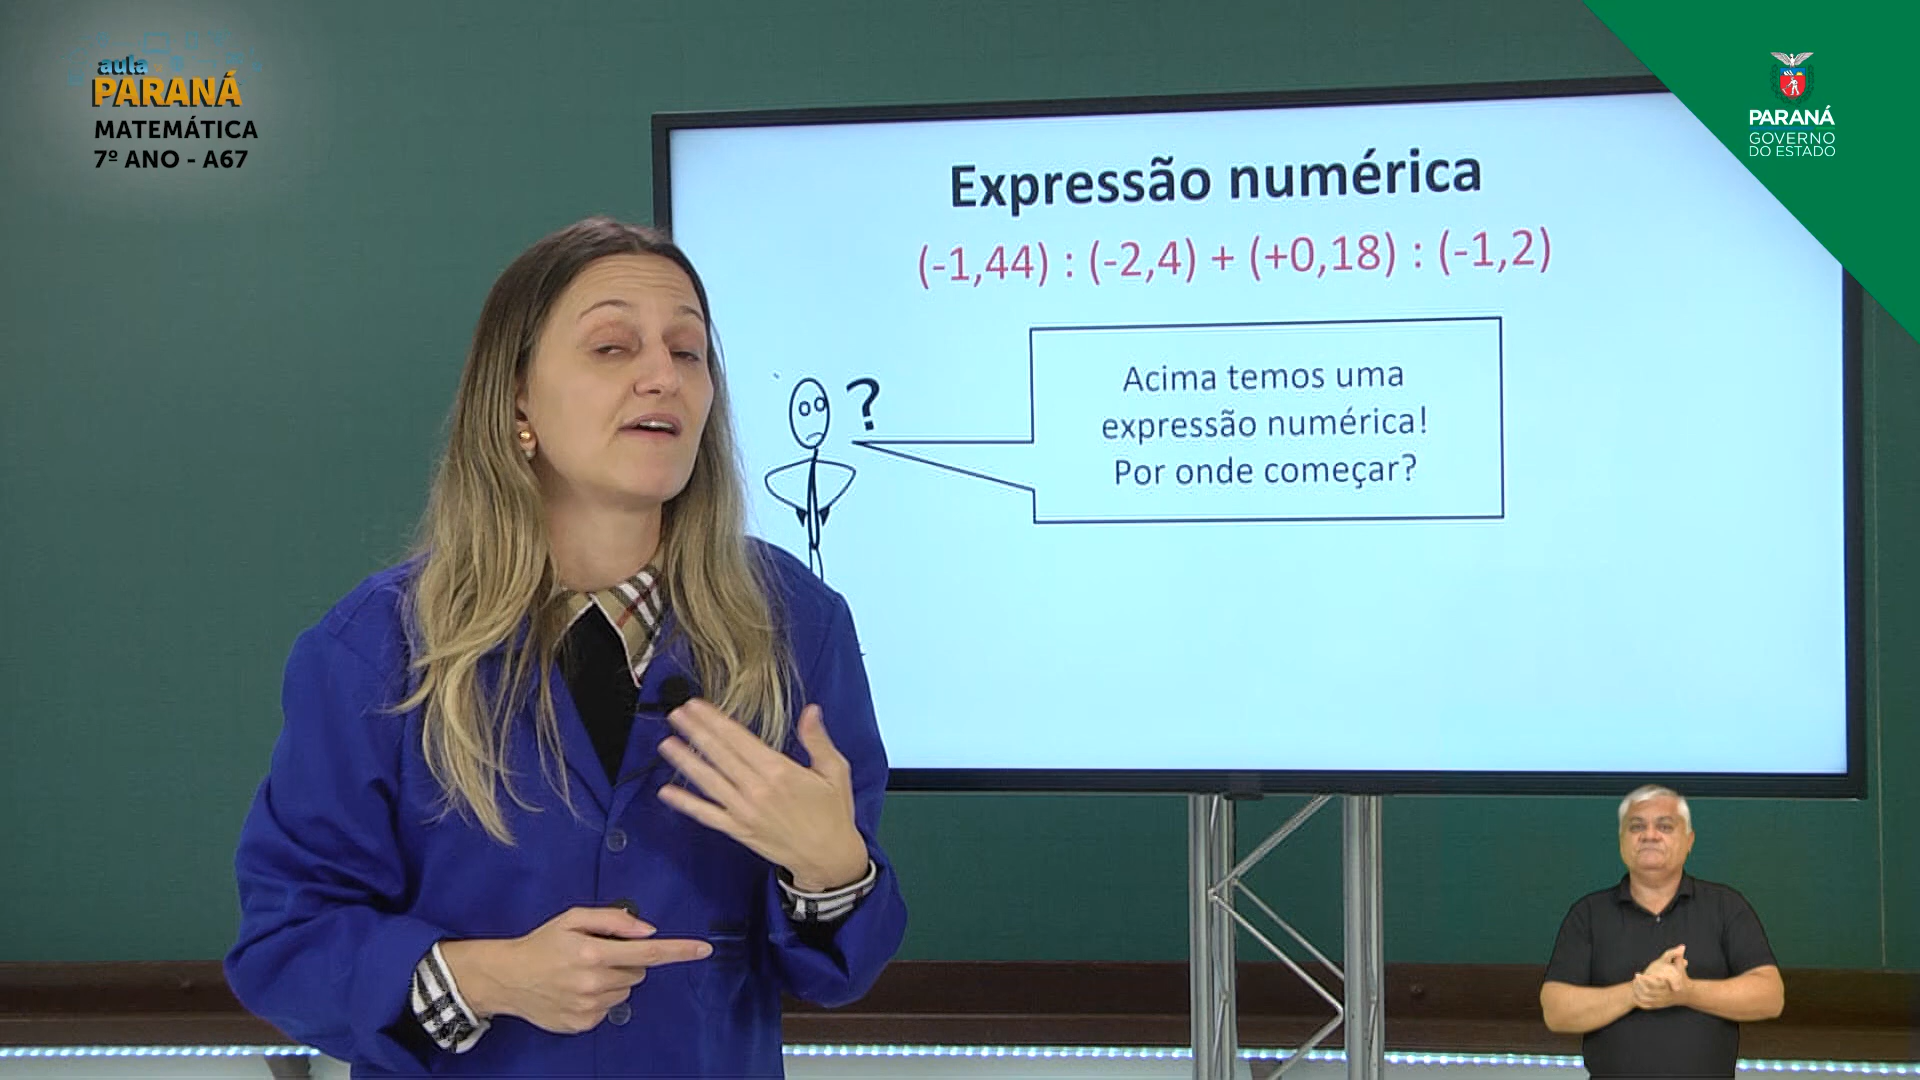 aula
PARANÁ
MATEMÁTICA
7º ANO - A67
PARANÁ
GOVERNO
DO ESTADO
Expressão numérica
(-1,44) : (-2,4) + (+0,18) : (-1,2)
?
Acima temos uma
expressão numérica!
Por onde começar?